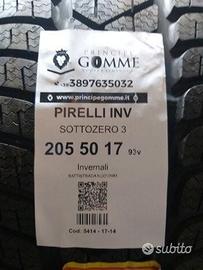 PRINCIPE
GOMME
+39 3897635032
www.principegomme.it
PIRELLI INV
SOTTOZERO 3
205 50 17 93v
Invernali
Cod: 5414 - 17-14
subito